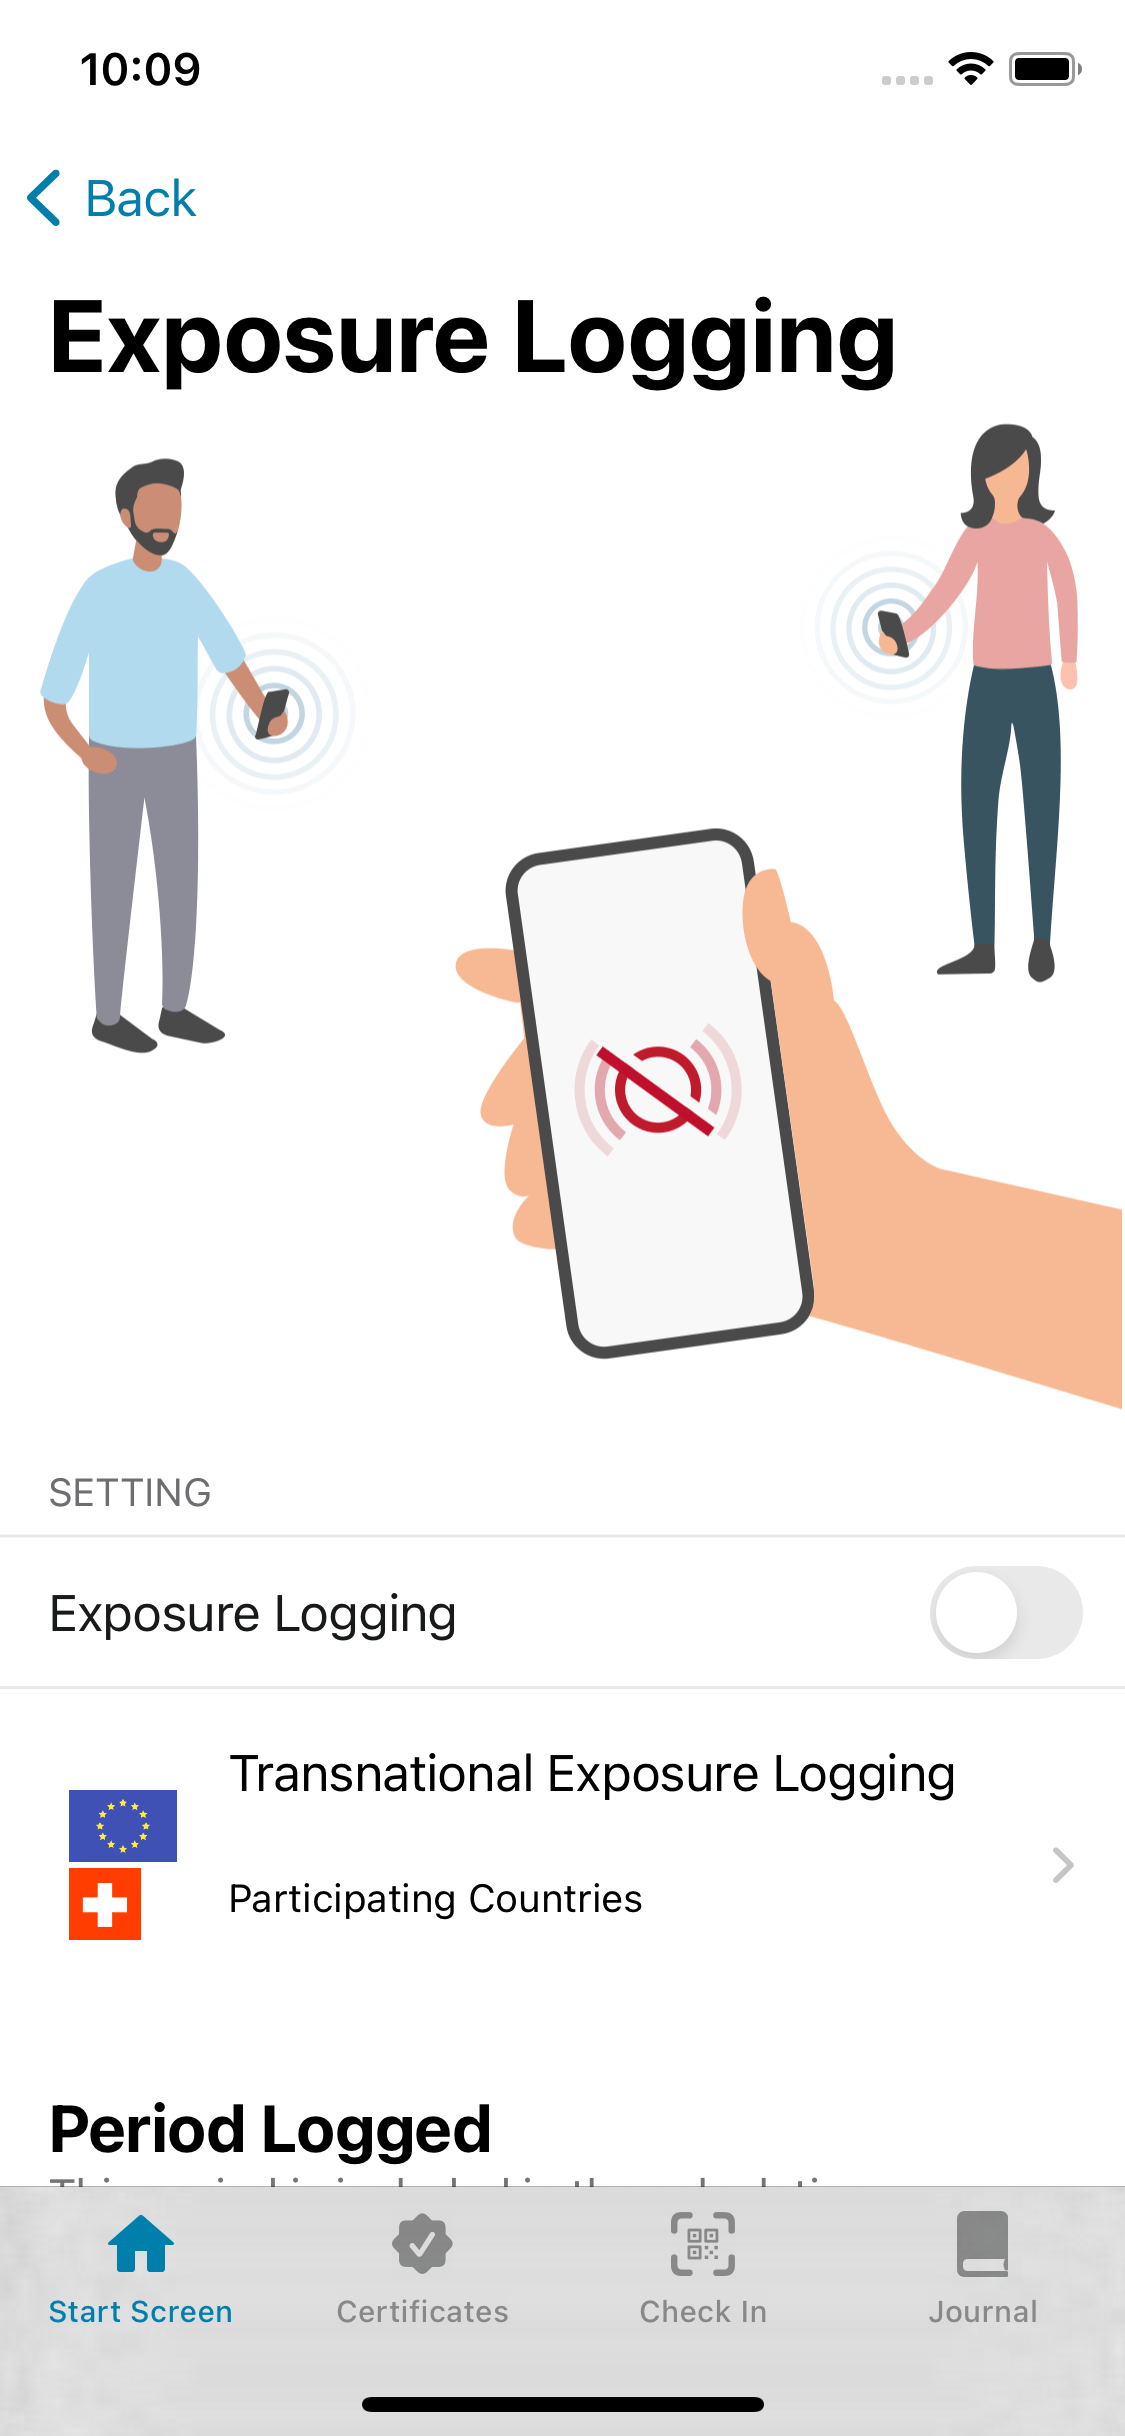 10:09
Back
Exposure Logging
SETTING
Exposure Logging
Transnational Exposure Logging
Participating Countries
Period Logged
Start Screen
Certificates
Check In
Journal